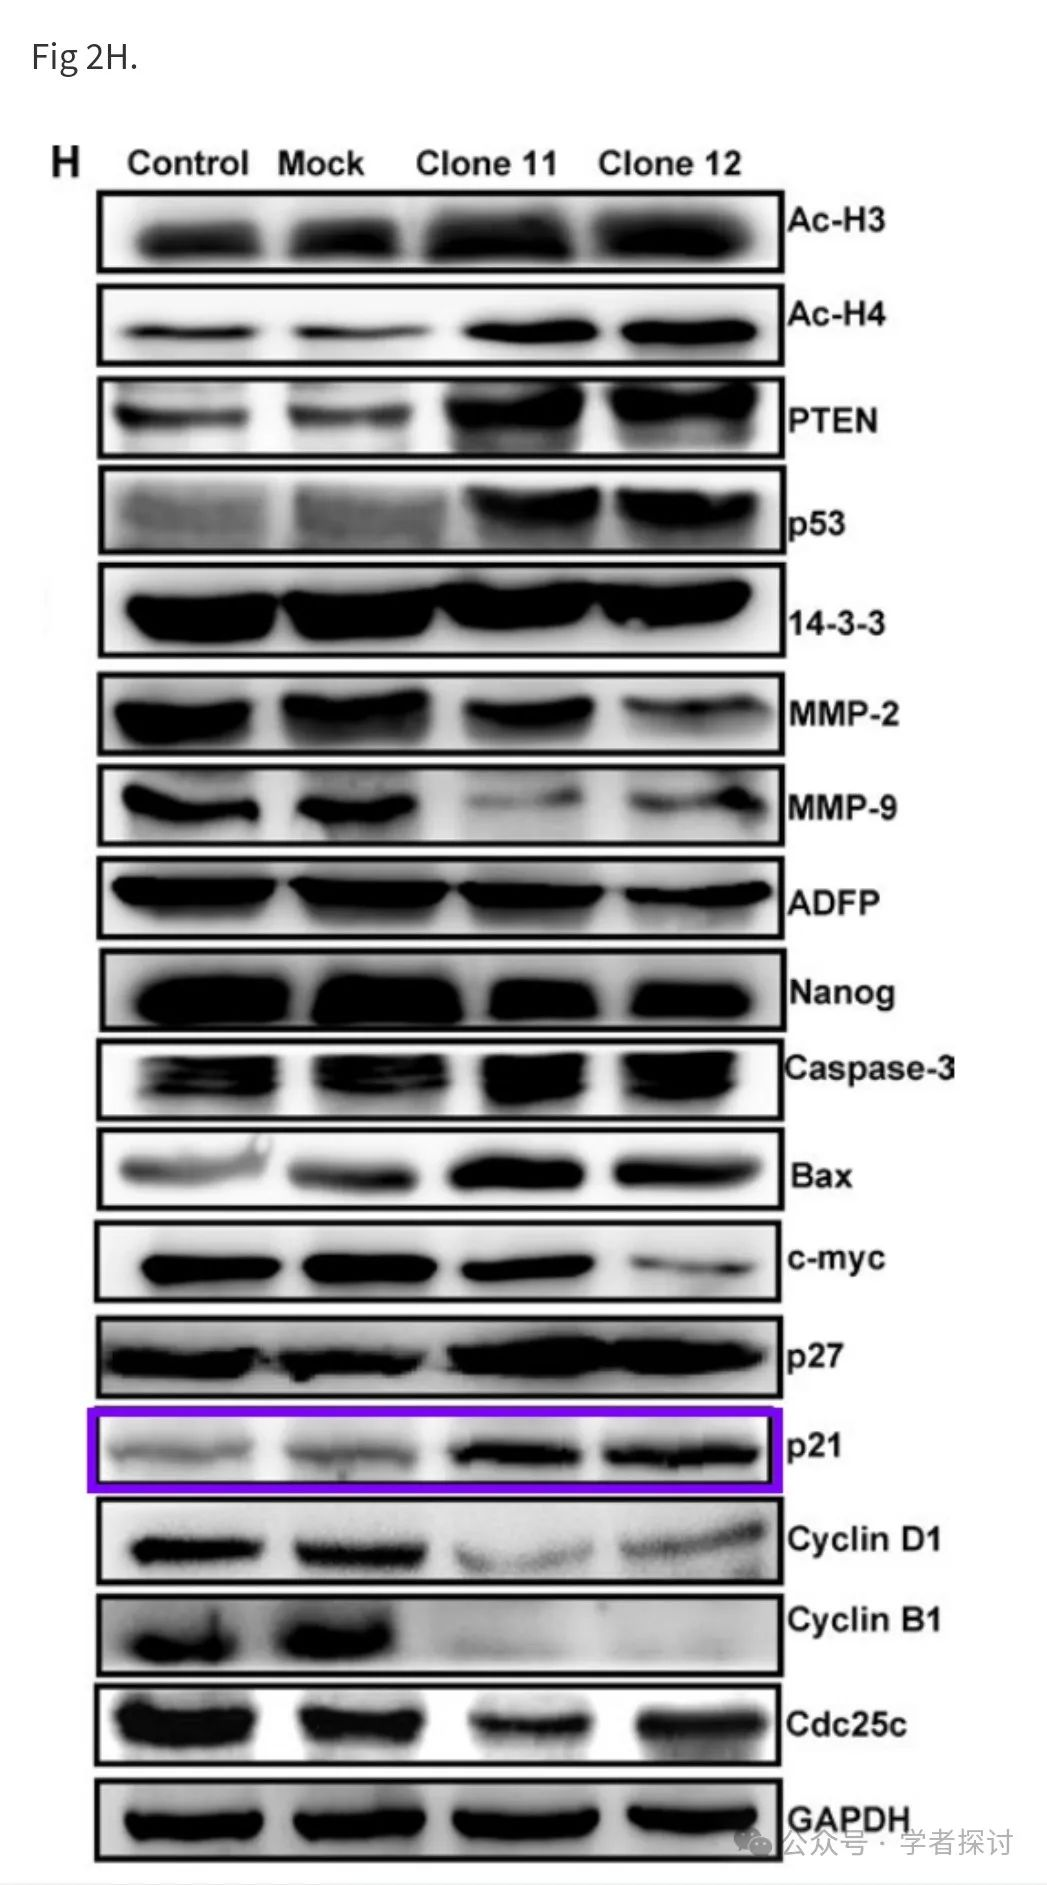 Fig 2H.
H Control Mock Clone 11 Clone 12
Ac-H3
Ac-H4
PTEN
p53
14-3-3
MMP-2
MMP-9
ADFP
Nanog
Caspase-3
Bax
c-myc
p27
p21
Cyclin D1
Cyclin B1
Cdc25c
GAPDH
公众号 · 学者探讨